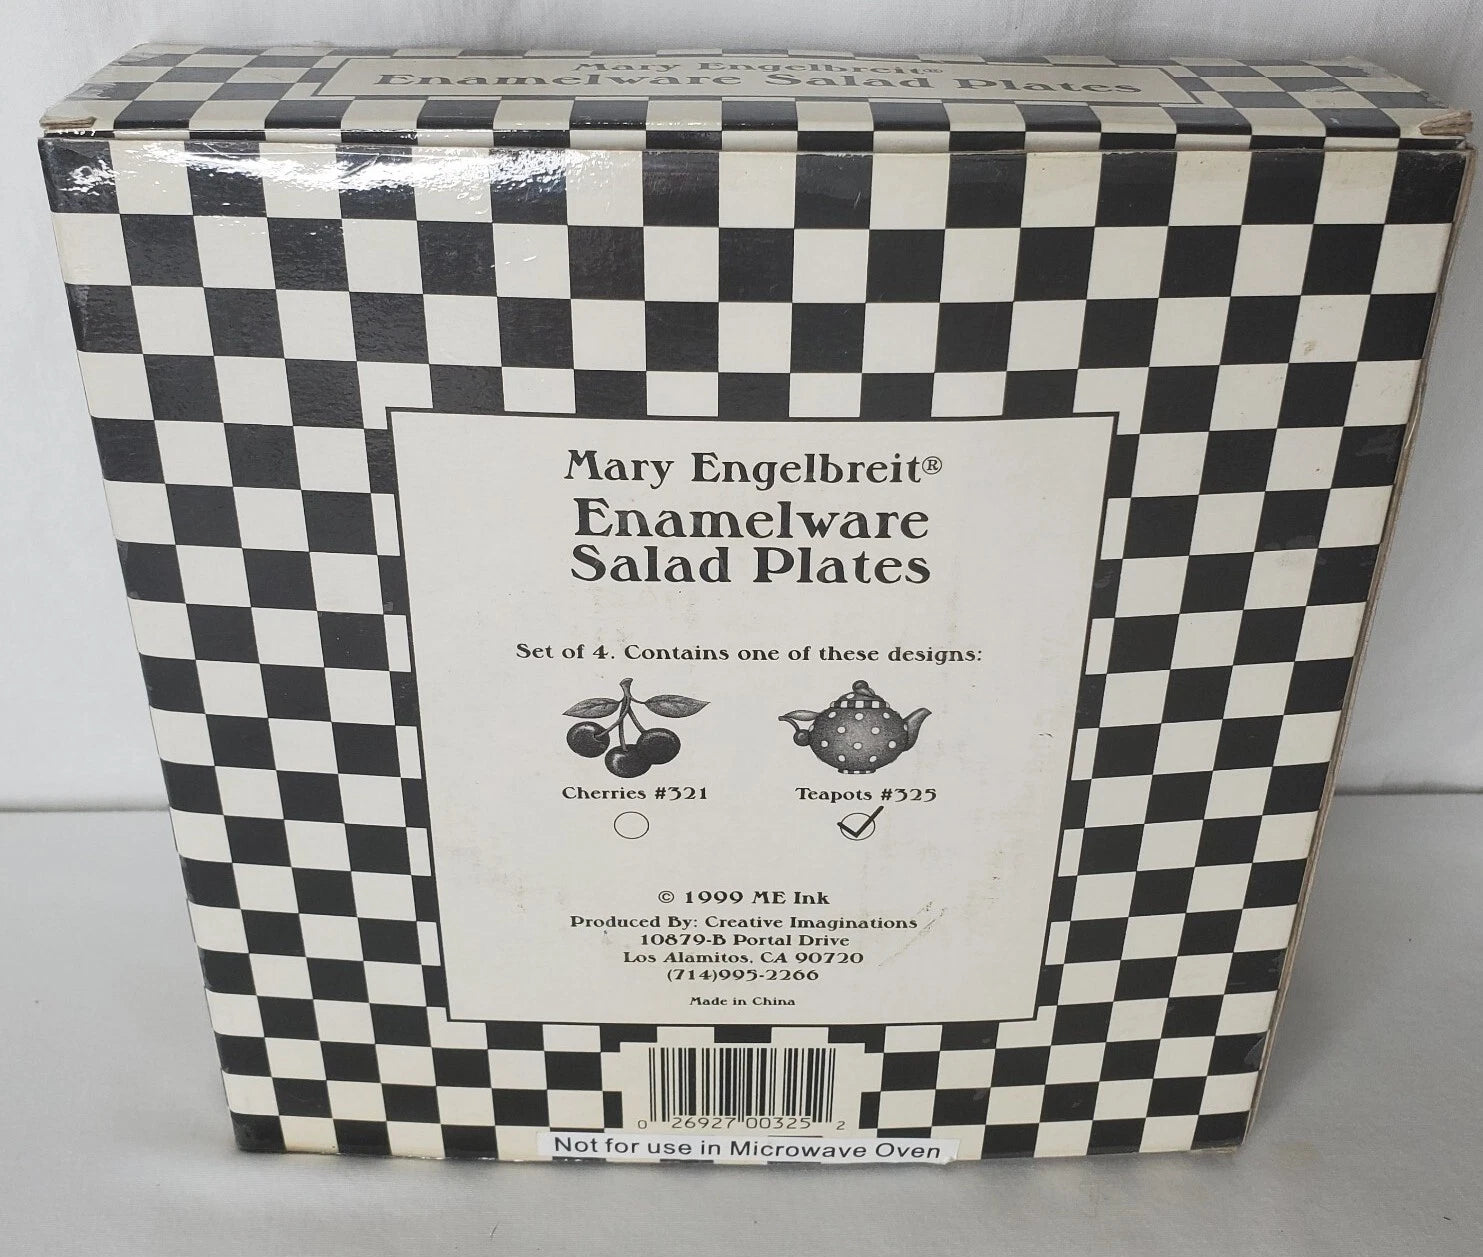 Mary Engelbreit®
Enamelware Salad Plates
Mary Engelbreit®
Enamelware
Salad Plates
Set of 4. Contains one of these designs:
Cherries #321
Teapots #325
© 1999 ME Ink
Produced By: Creative Imaginations
10879-B Portal Drive
Los Alamitos, CA 90720
(714)995-2266
Made in China
0 26927 00325 2
Not for use in Microwave Oven